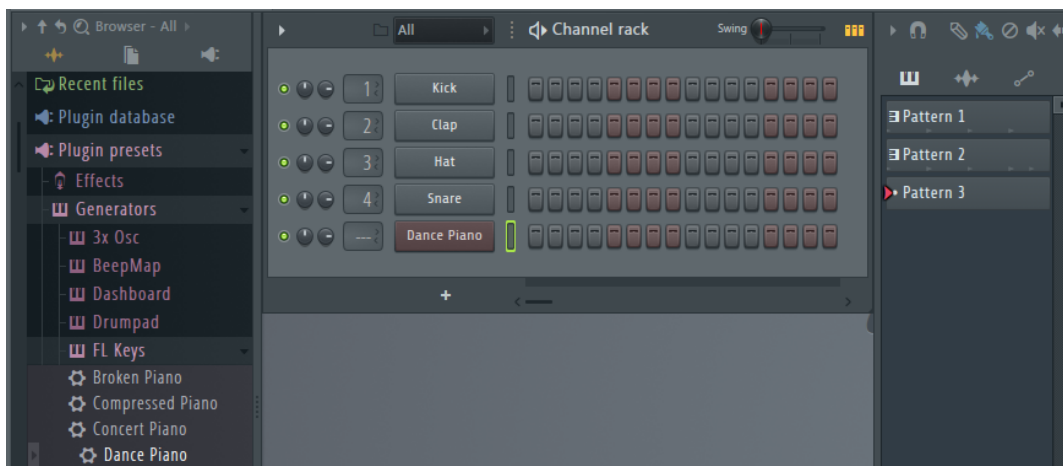 Browser - All
Recent files
Plugin database
Plugin presets
Effects
Generators
3x Osc
BeepMap
Dashboard
Drumpad
FL Keys
Broken Piano
Compressed Piano
Concert Piano
Dance Piano
All
Channel rack
Swing
1 Kick
2 Clap
3 Hat
4 Snare
--- Dance Piano
+
Pattern 1
Pattern 2
Pattern 3